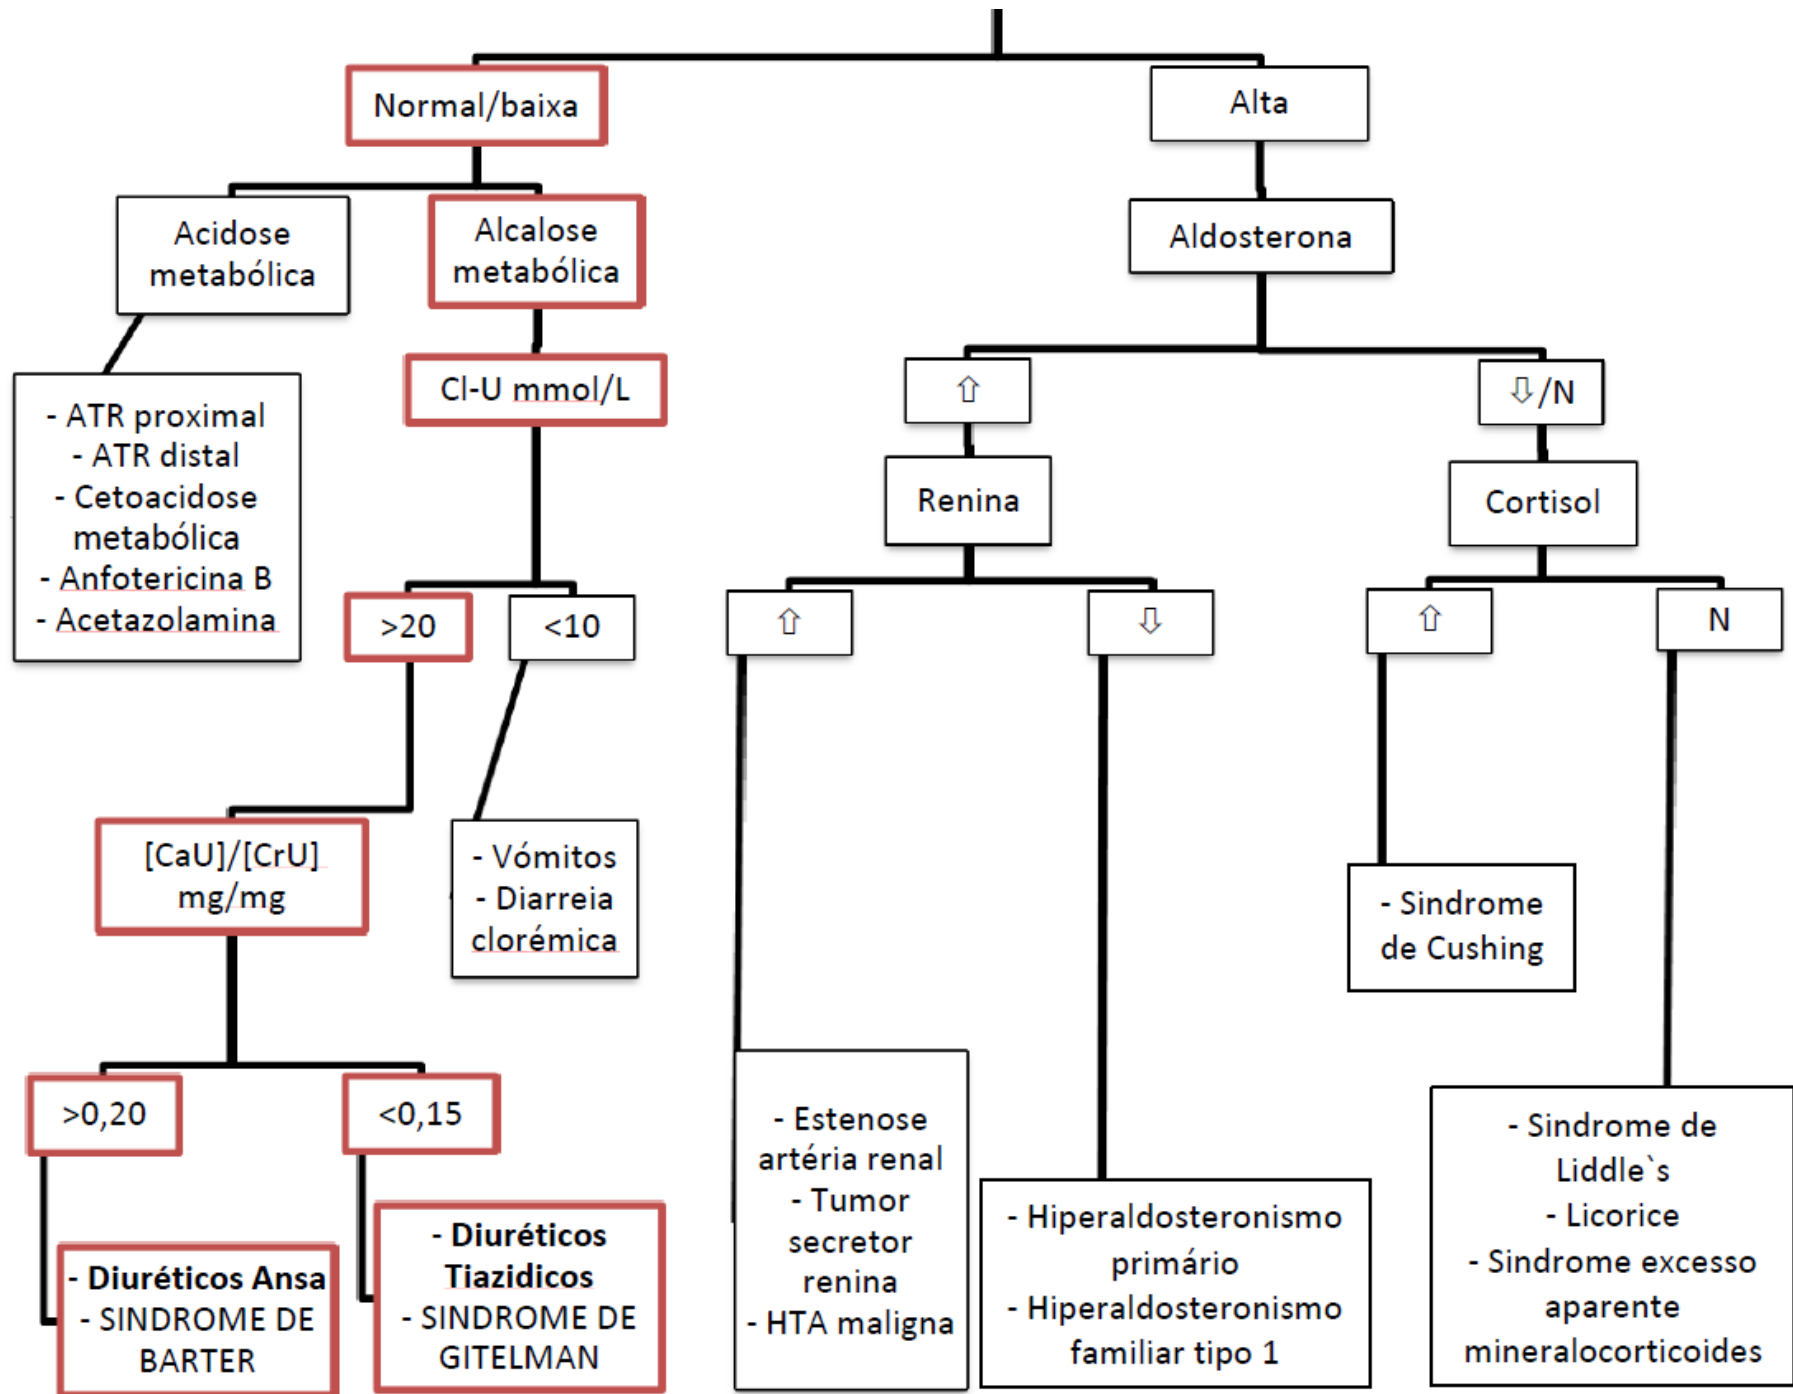 Normal/baixa
Alta
Acidose
metabólica
Alcalose
metabólica
Aldosterona
Cl-U mmol/L
- ATR proximal
- ATR distal
- Cetoacidose
metabólica
- Anfotericina B
- Acetazolamina
⇧
⇩/N
Renina
Cortisol
>20
<10
⇧
⇩
⇧
N
[CaU]/[CrU]
mg/mg
- Vómitos
- Diarreia
clorémica
- Sindrome
de Cushing
>0,20
<0,15
- Diuréticos Ansa
- SINDROME DE
BARTER
- Diuréticos
Tiazidicos
- SINDROME DE
GITELMAN
- Estenose
artéria renal
- Tumor
secretor
renina
- HTA maligna
- Hiperaldosteronismo
primário
- Hiperaldosteronismo
familiar tipo 1
- Sindrome de
Liddle`s
- Licorice
- Sindrome excesso
aparente
mineralocorticoides